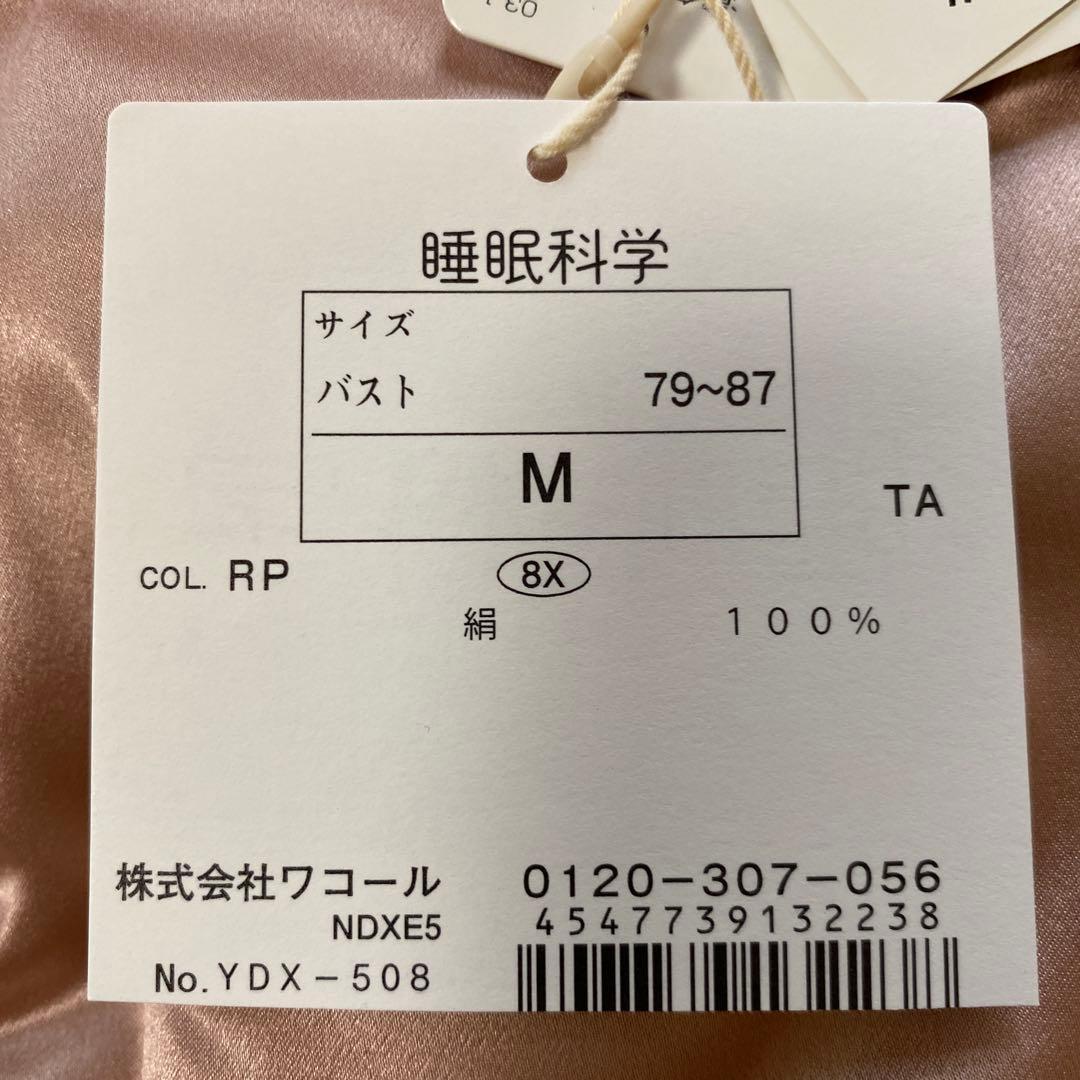 睡眠科学
サイズ
バスト 79~87
M
TA
COL. RP 8X
絹 100%
株式会社ワコール 0120-307-056
NDXE5 4547739132238
No. YDX-508